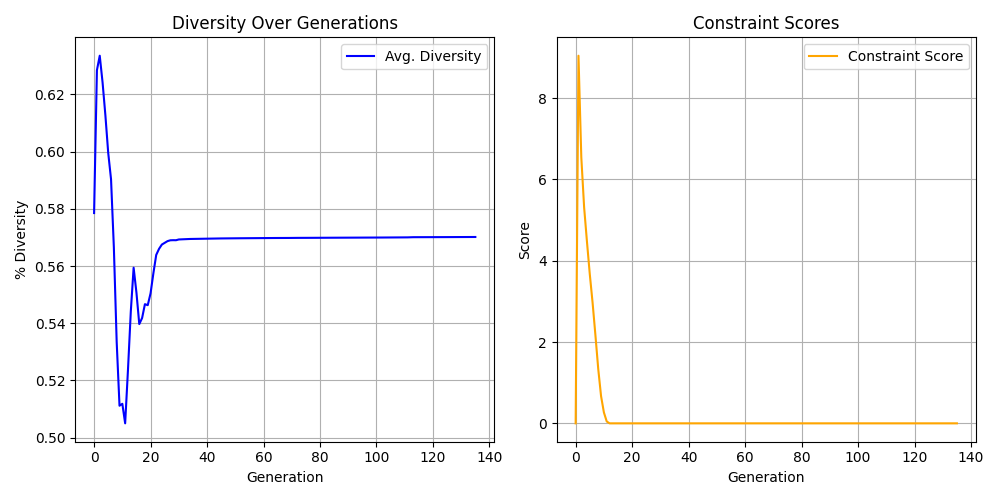 Diversity Over Generations
Avg. Diversity
% Diversity
0.62
0.60
0.58
0.56
0.54
0.52
0.50
0 20 40 60 80 100 120 140
Generation
Constraint Scores
Constraint Score
Score
8
6
4
2
0
0 20 40 60 80 100 120 140
Generation